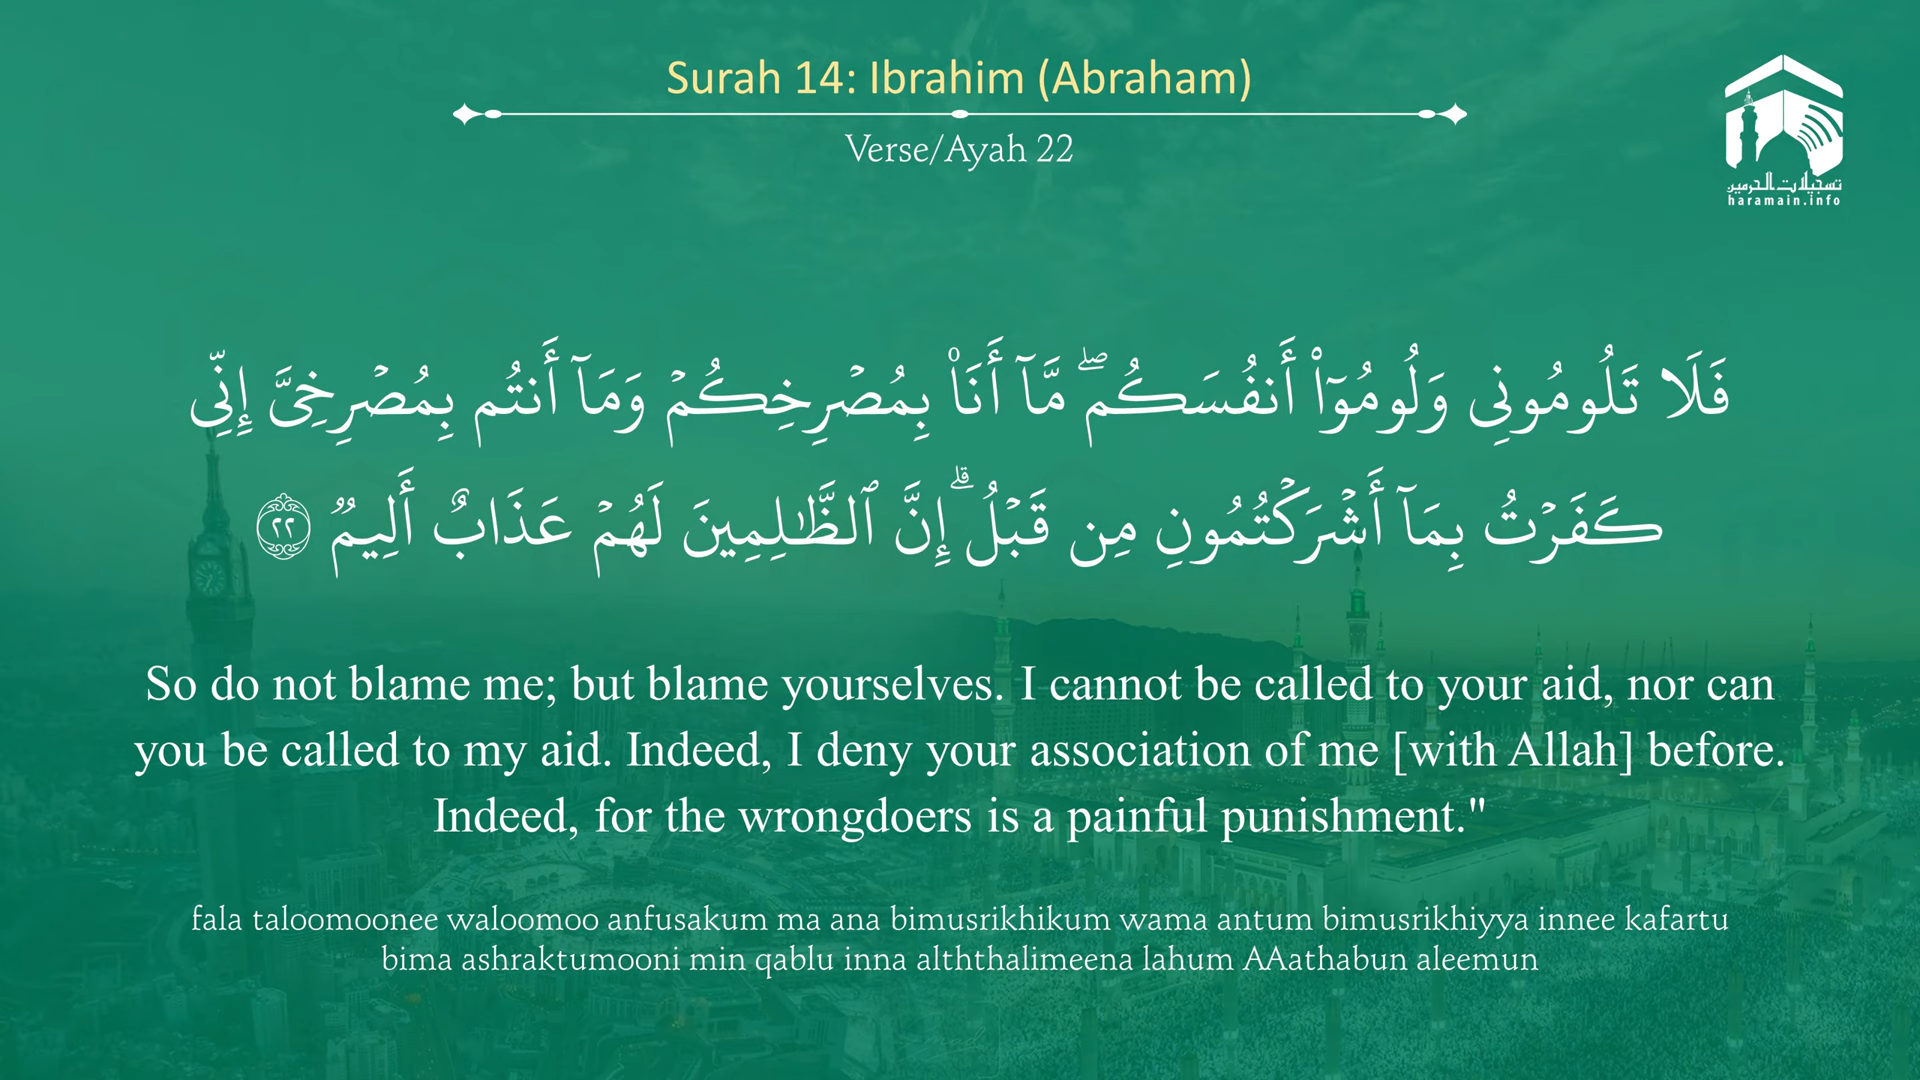 Surah 14: Ibrahim (Abraham)
Verse/Ayah 22
تسجيلات الحرمين
haramain.info
فَلَا تَلُومُونِى وَلُومُوٓا۟ أَنفُسَكُم ۖ مَّآ أَنَا۠ بِمُصْرِخِكُمْ وَمَآ أَنتُم بِمُصْرِخِىَّ إِنِّى
كَفَرْتُ بِمَآ أَشْرَكْتُمُونِ مِن قَبْلُ ۗ إِنَّ ٱلظَّـٰلِمِينَ لَهُمْ عَذَابٌ أَلِيمٌ ٢٢
So do not blame me; but blame yourselves. I cannot be called to your aid, nor can
you be called to my aid. Indeed, I deny your association of me [with Allah] before.
Indeed, for the wrongdoers is a painful punishment."
fala taloomoonee waloomoo anfusakum ma ana bimusrikhikum wama antum bimusrikhiyya innee kafartu
bima ashraktumooni min qablu inna alththalimeena lahum AAathabun aleemun